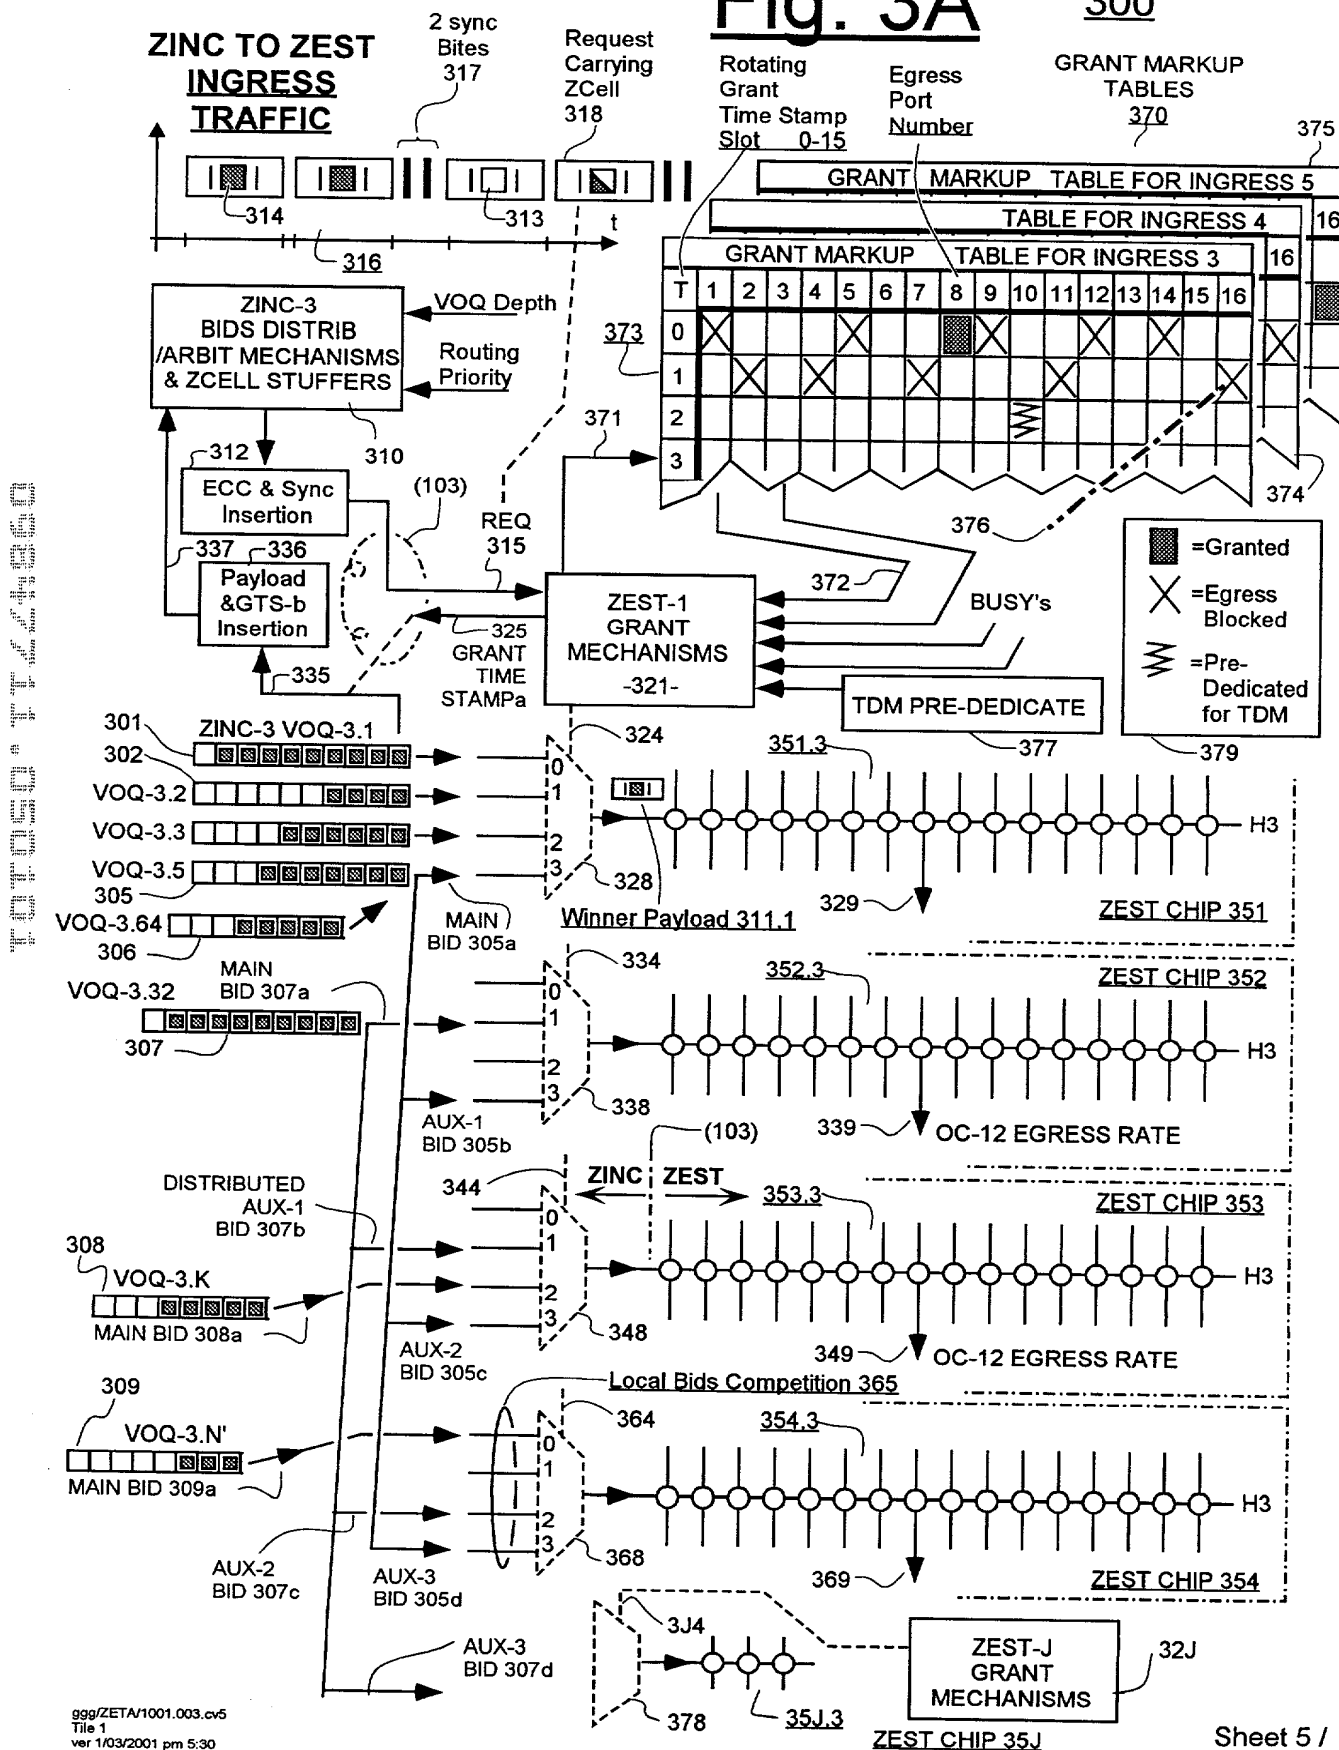 Fig. 3A
300
ZINC TO ZEST
INGRESS
TRAFFIC
2 sync
Bites
317
Request
Carrying
ZCell
318
Rotating
Grant
Time Stamp
Slot 0-15
Egress
Port
Number
GRANT MARKUP
TABLES
370
375
314
313
t
316
GRANT MARKUP TABLE FOR INGRESS 5
TABLE FOR INGRESS 4
16
GRANT MARKUP TABLE FOR INGRESS 3
16
T 1 2 3 4 5 6 7 8 9 10 11 12 13 14 15 16
0
1
2
3
373
371
374
376
ZINC-3
BIDS DISTRIB
/ARBIT MECHANISMS
& ZCELL STUFFERS
VOQ Depth
Routing
Priority
310
312
ECC & Sync
Insertion
(103)
REQ
315
337
336
Payload
&GTS-b
Insertion
335
325
GRANT
TIME
STAMPa
ZEST-1
GRANT
MECHANISMS
-321-
372
BUSY's
TDM PRE-DEDICATE
377
=Granted
=Egress
Blocked
=Pre-
Dedicated
for TDM
379
301
ZINC-3 VOQ-3.1
302
VOQ-3.2
VOQ-3.3
VOQ-3.5
305
VOQ-3.64
306
MAIN
BID 305a
324
0
1
2
3
328
Winner Payload 311.1
351.3
H3
329
ZEST CHIP 351
VOQ-3.32
307
MAIN
BID 307a
334
0
1
2
3
338
AUX-1
BID 305b
352.3
H3
339
OC-12 EGRESS RATE
ZEST CHIP 352
(103)
ZINC
ZEST
DISTRIBUTED
AUX-1
BID 307b
344
0
1
2
3
348
AUX-2
BID 305c
353.3
H3
349
OC-12 EGRESS RATE
ZEST CHIP 353
308
VOQ-3.K
MAIN BID 308a
Local Bids Competition 365
309
VOQ-3.N'
MAIN BID 309a
364
0
1
2
3
368
AUX-2
BID 307c
AUX-3
BID 305d
354.3
H3
369
ZEST CHIP 354
AUX-3
BID 307d
3J4
378
35J.3
ZEST-J
GRANT
MECHANISMS
32J
ZEST CHIP 35J
ggg/ZETA/1001.003.cv5
Tile 1
ver 1/03/2001 pm 5:30
Sheet 5 /